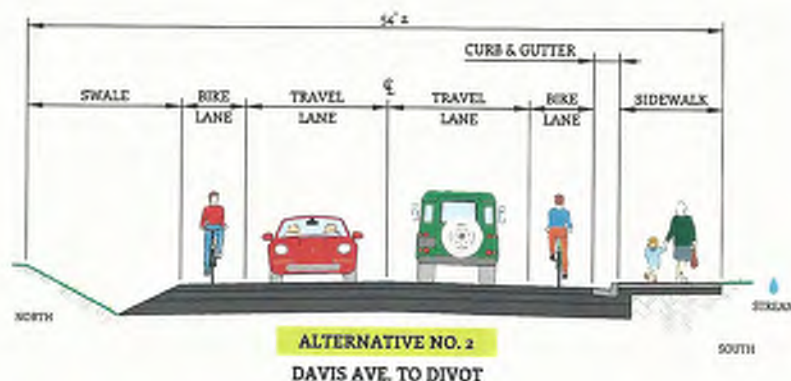 54' ±
CURB & GUTTER
SWALE
BIKE LANE
TRAVEL LANE
℄
TRAVEL LANE
BIKE LANE
SIDEWALK
NORTH
STREAM
SOUTH
ALTERNATIVE NO. 2
DAVIS AVE. TO DIVOT